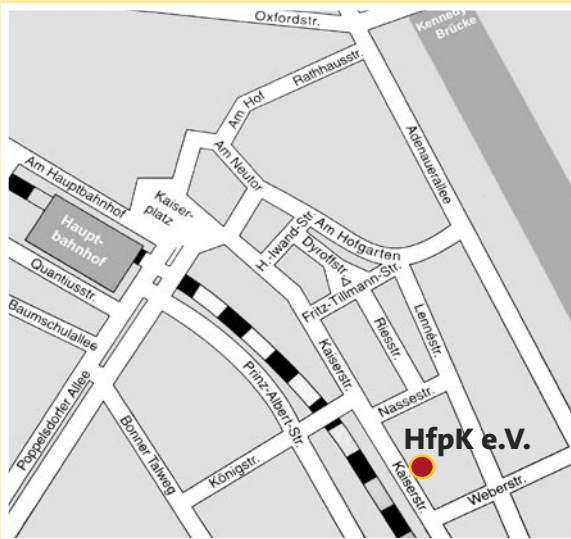 Oxfordstr.
Kennedy
Brücke
Rathhausstr.
Am Hof
Adenauerallee
Am Neutor
Am Hauptbahnhof
Kaiser-
platz
Haupt-
bahnhof
H.-Iwand-Str.
Am Hofgarten
Dyroffstr.
Quantiusstr.
Fritz-Tillmann-Str.
Baumschulallee
Lennéstr.
Riesstr.
Kaiserstr.
Prinz-Albert-Str.
Poppelsdorfer Allee
Nassestr.
Bonner Talweg
HfpK e.V.
Königstr.
Kaiserstr.
Weberstr.